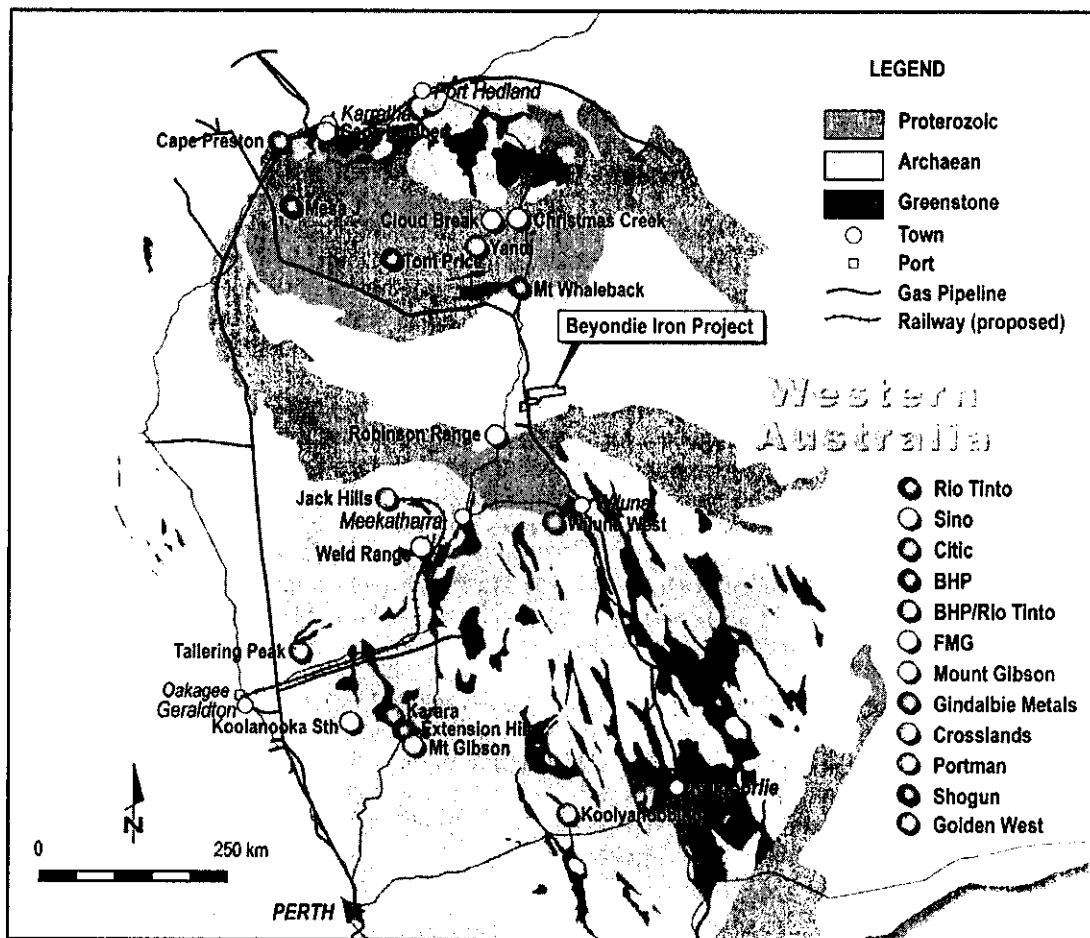 LEGEND
Proterozoic
Archaean
Greenstone
Town
Port
Gas Pipeline
Railway (proposed)
Port Hedland
Karratha
Cape Preston
Mesa
Cloud Break
Christmas Creek
Yandi
Tom Price
Mt Whaleback
Beyondie Iron Project
Western
Australia
Robinson Range
Jack Hills
Meekatharra
Wiluna
Wiluna West
Weld Range
Tallering Peak
Oakagee
Geraldton
Koolanooka Sth
Karara
Extension Hill
Mt Gibson
Rio Tinto
Sino
Citic
BHP
BHP/Rio Tinto
FMG
Mount Gibson
Gindalbie Metals
Crosslands
Portman
Shogun
Golden West
N
0
250 km
PERTH